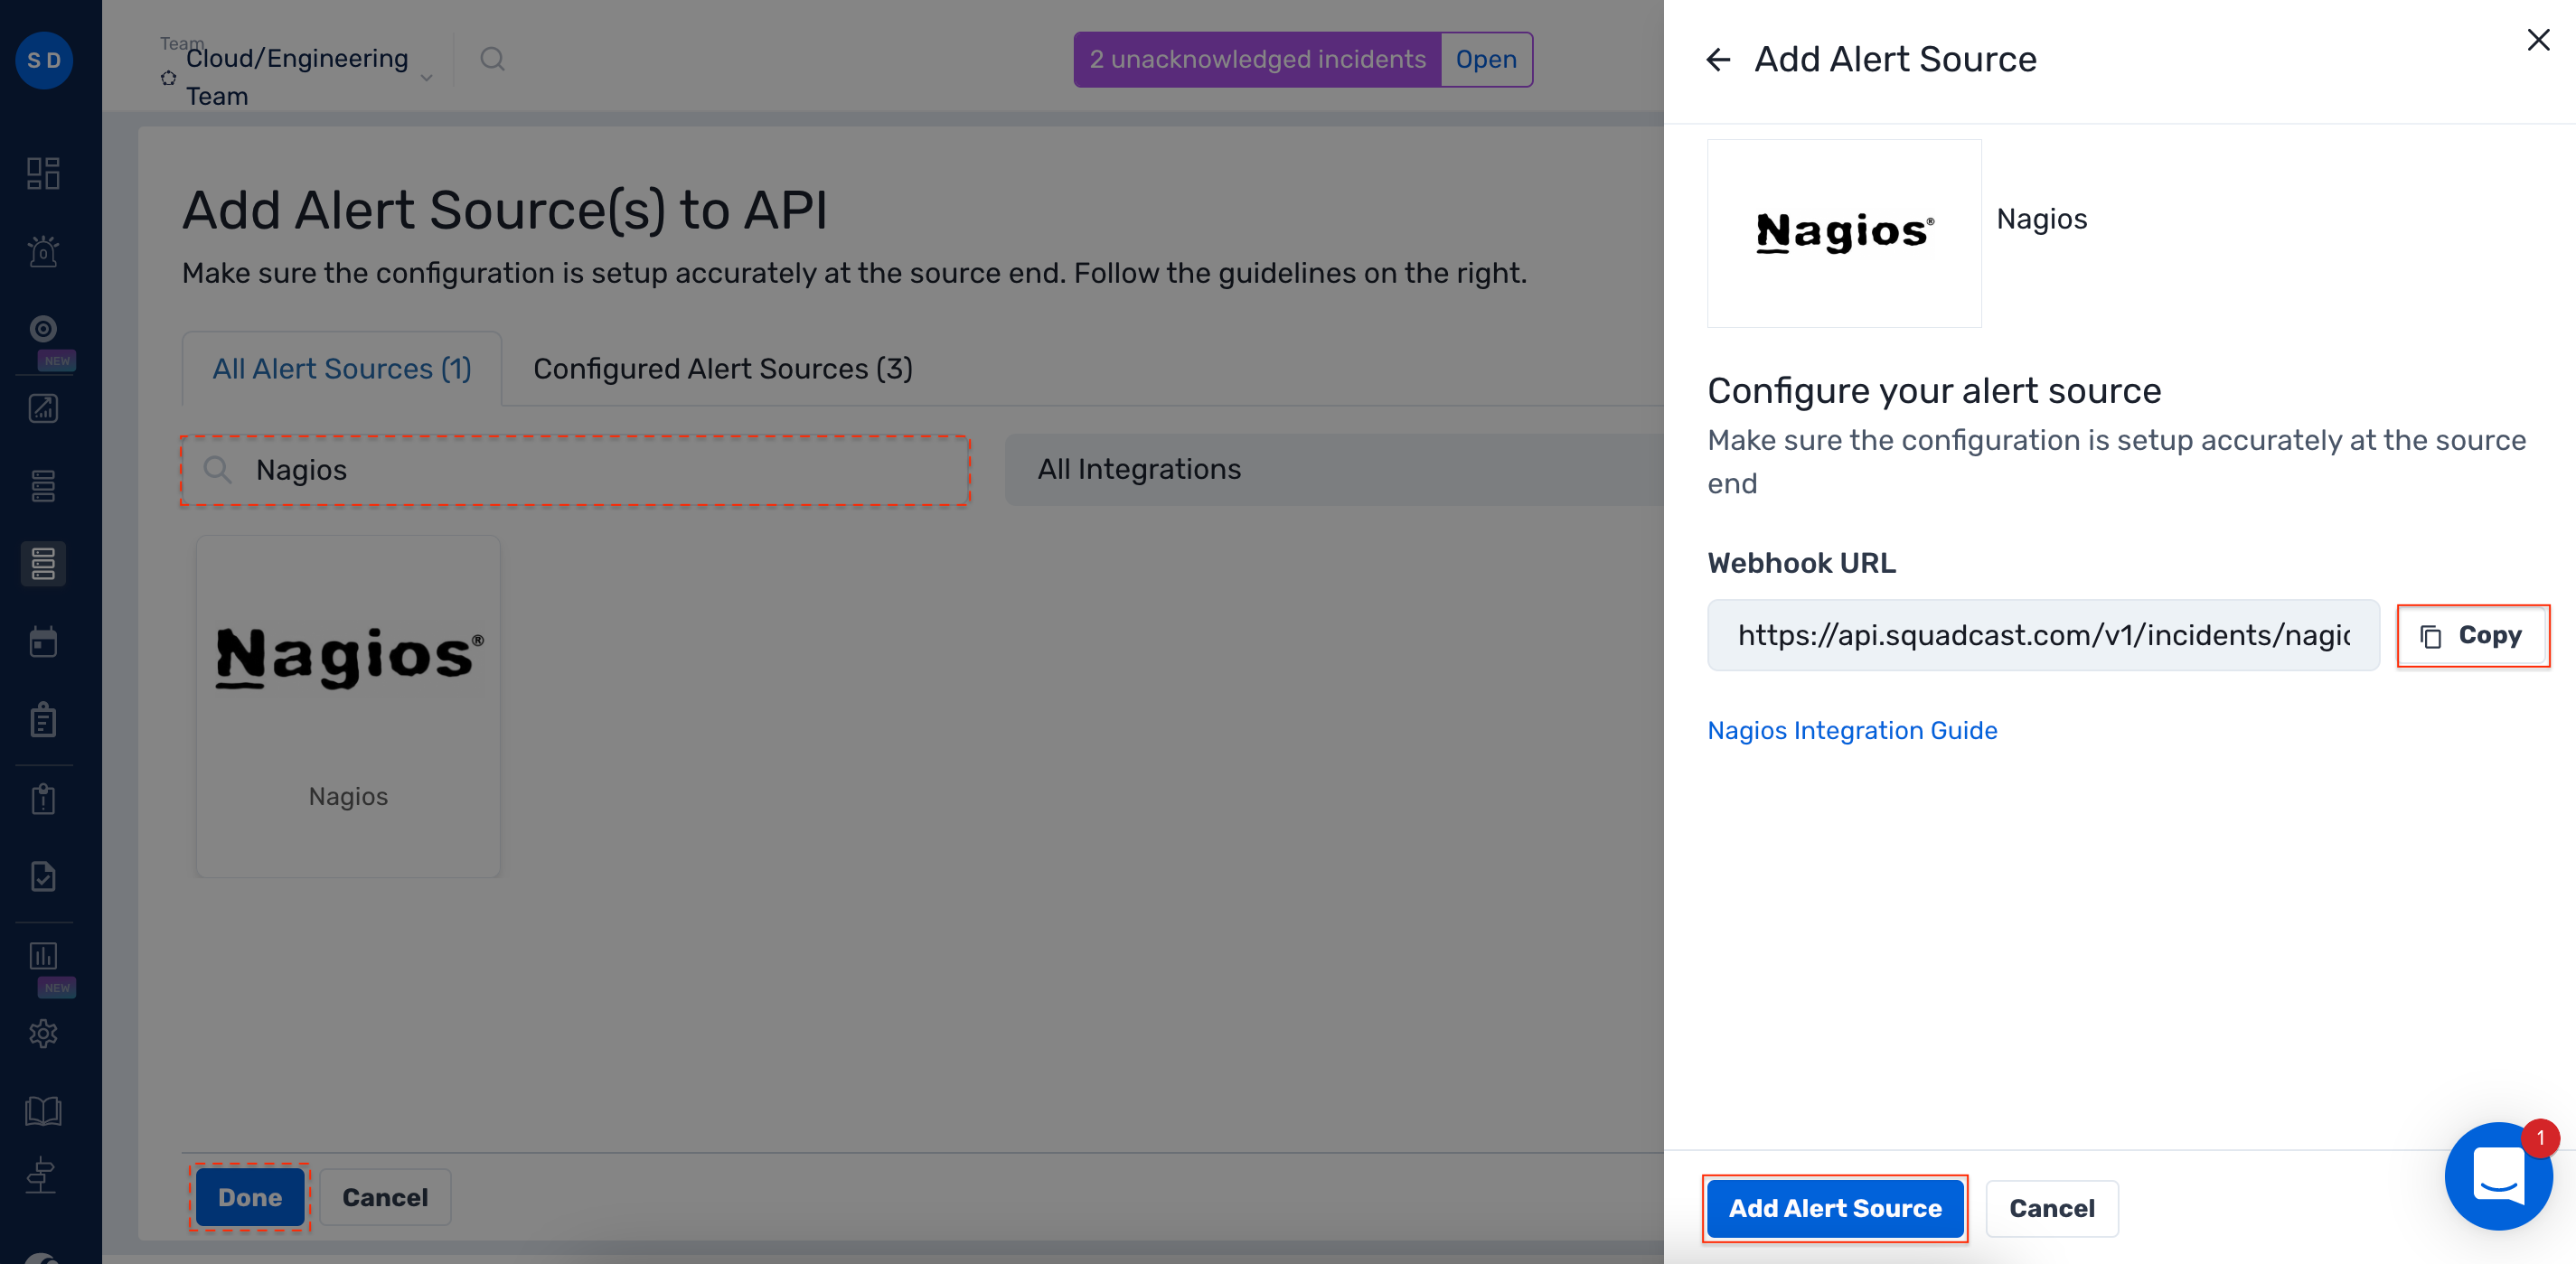 S D
Team
Cloud/Engineering
Team
2 unacknowledged incidents
Open
NEW
NEW
Add Alert Source(s) to API
Make sure the configuration is setup accurately at the source end. Follow the guidelines on the right.
All Alert Sources (1)
Configured Alert Sources (3)
Nagios
All Integrations
Nagios®
Nagios
Done
Cancel
Add Alert Source
Nagios®
Nagios
Configure your alert source
Make sure the configuration is setup accurately at the source
end
Webhook URL
https://api.squadcast.com/v1/incidents/nagio
Copy
Nagios Integration Guide
Add Alert Source
Cancel
1